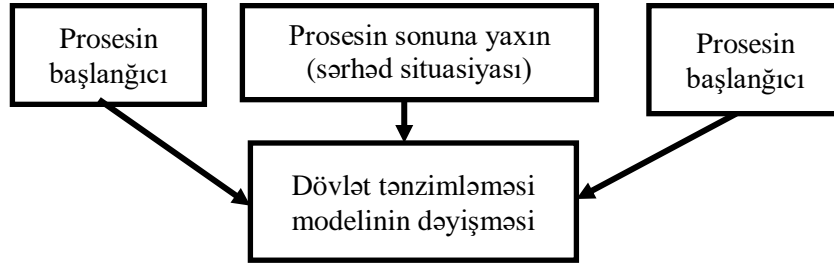 Prosesin
başlanğıcı
Prosesin sonuna yaxın
(sərhəd situasiyası)
Prosesin
başlanğıcı
Dövlət tənzimləməsi
modelinin dəyişməsi